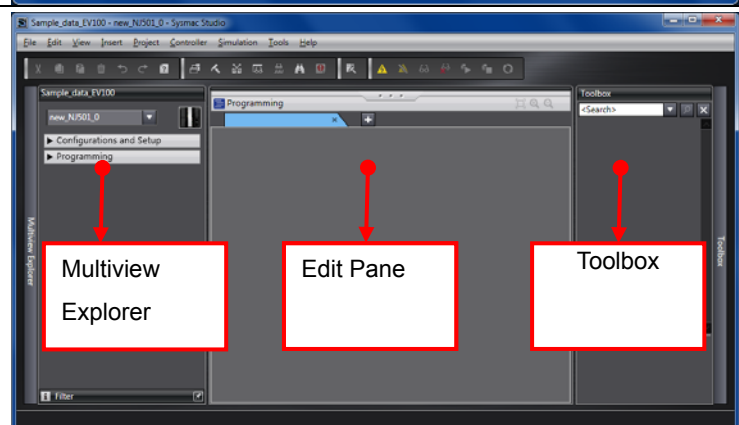 Sample_data_EV100 - new_NJ501_0 - Sysmac Studio
File Edit View Insert Project Controller Simulation Tools Help
Sample_data_EV100
new_NJ501_0
Configurations and Setup
Programming
Multiview Explorer
Filter
Programming
Toolbox
<Search>
Toolbox
Multiview
Explorer
Edit Pane
Toolbox